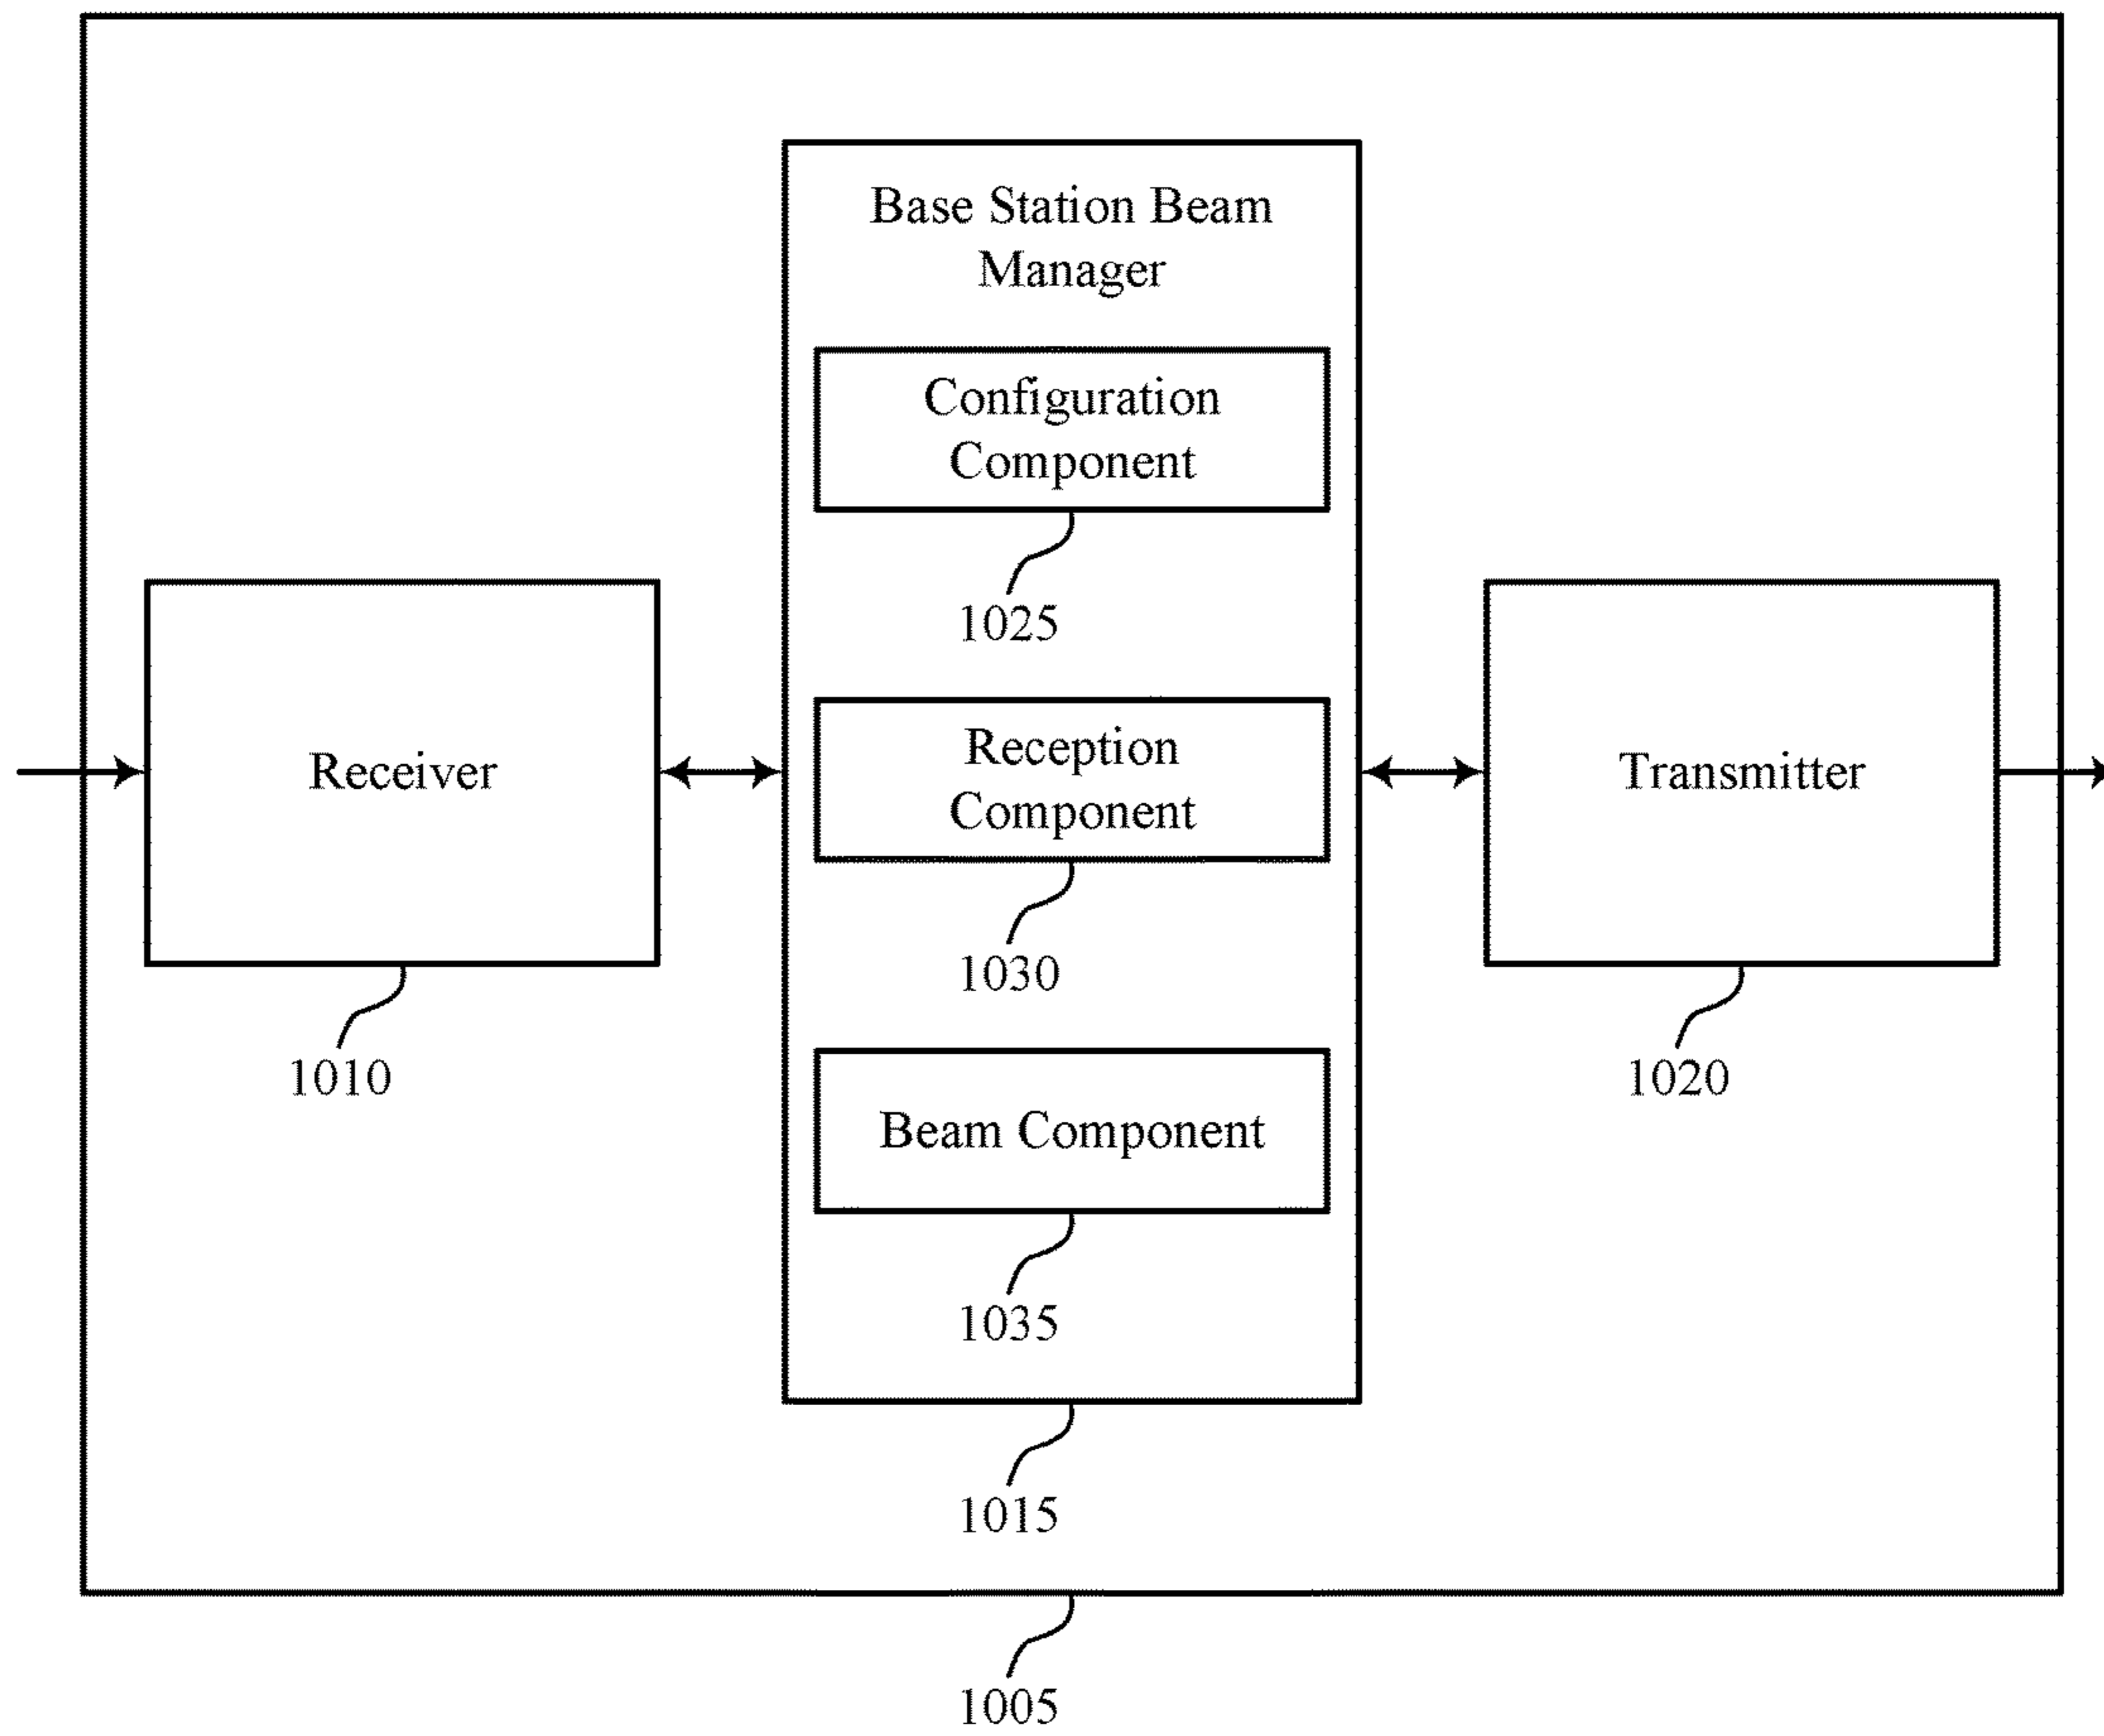 Base Station Beam
Manager
Configuration
Component
1025
Receiver
1010
Reception
Component
1030
Transmitter
1020
Beam Component
1035
1015
1005